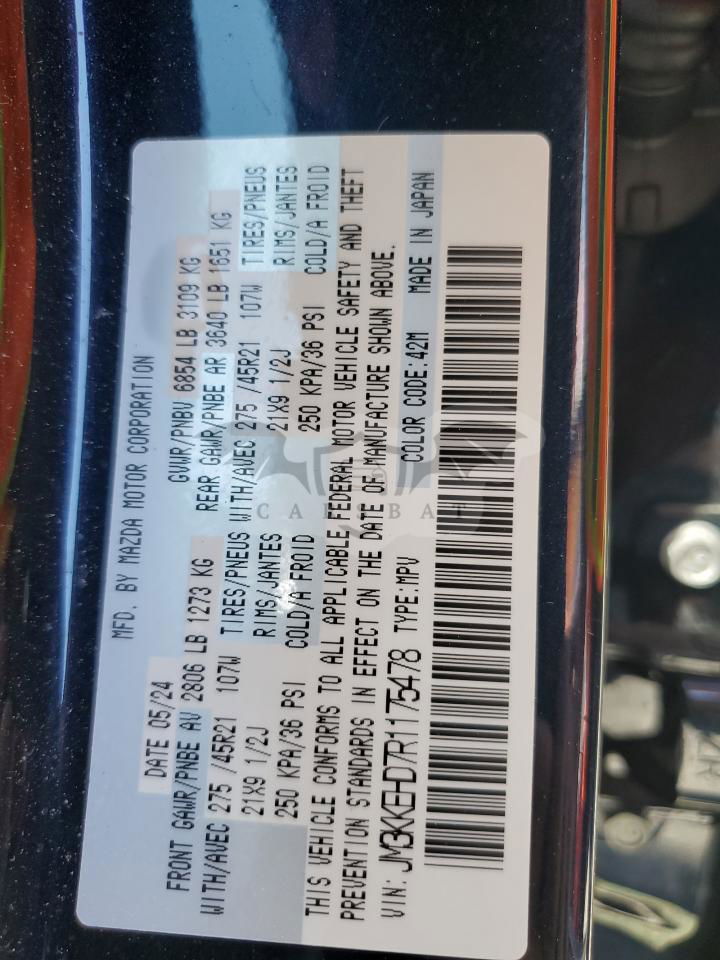 MFD. BY MAZDA MOTOR CORPORATION
DATE 05/24 GVWR/PNBV 6854 LB 3109 KG
FRONT GAWR/PNBE AV 2806 LB 1273 KG REAR GAWR/PNBE AR 3640 LB 1651 KG
WITH/AVEC 275 /45R21 107W TIRES/PNEUS WITH/AVEC 275 /45R21 107W TIRES/PNEUS
21X9 1/2J RIMS/JANTES 21X9 1/2J RIMS/JANTES
250 KPA/36 PSI COLD/A FROID 250 KPA/36 PSI COLD/A FROID
THIS VEHICLE CONFORMS TO ALL APPLICABLE FEDERAL MOTOR VEHICLE SAFETY AND THEFT
PREVENTION STANDARDS IN EFFECT ON THE DATE OF MANUFACTURE SHOWN ABOVE.
VIN: JM3KKEHD7R1175478 TYPE:MPV COLOR CODE:42M MADE IN JAPAN
CARSBAT